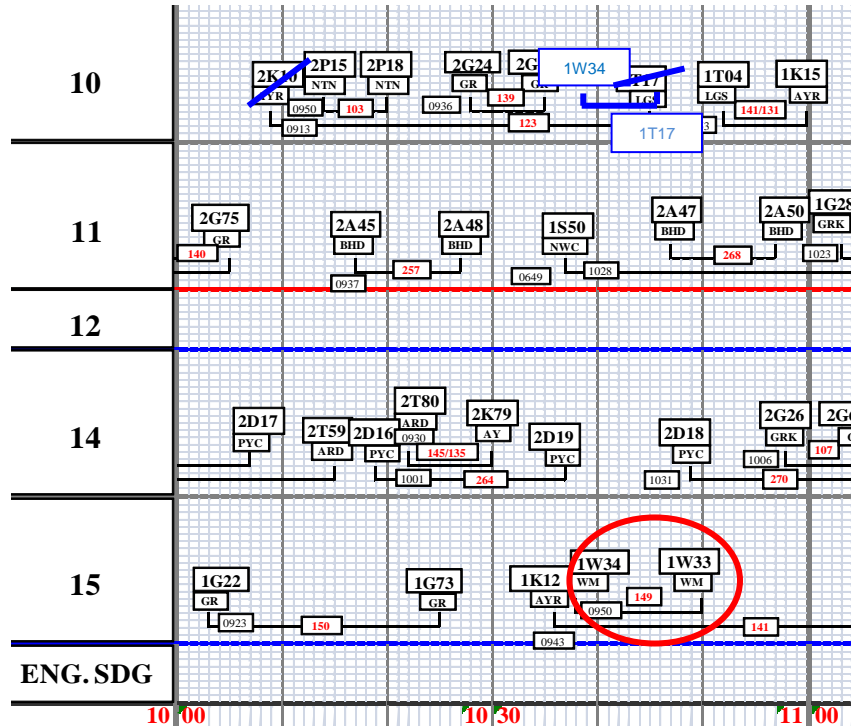 10
2P15
NTN
2P18
NTN
2G24
GR
1W34
1T04
LGS
1K15
AYR
0950
103
0936
139
141/131
0913
123
1T17
11
2G75
GR
140
2A45
BHD
2A48
BHD
257
0937
1S50
NWC
0649
1028
2A47
BHD
2A50
BHD
268
1G28
GRK
1023
12
14
2D17
PYC
2T59
ARD
2D16
PYC
2T80
ARD
0930
2K79
AY
145/135
1001
264
2D19
PYC
2D18
PYC
1031
2G26
GRK
1006
107
270
15
1G22
GR
0923
150
1G73
GR
1K12
AYR
1W34
WM
1W33
WM
149
0950
0943
141
ENG. SDG
10 00
10 30
11 00